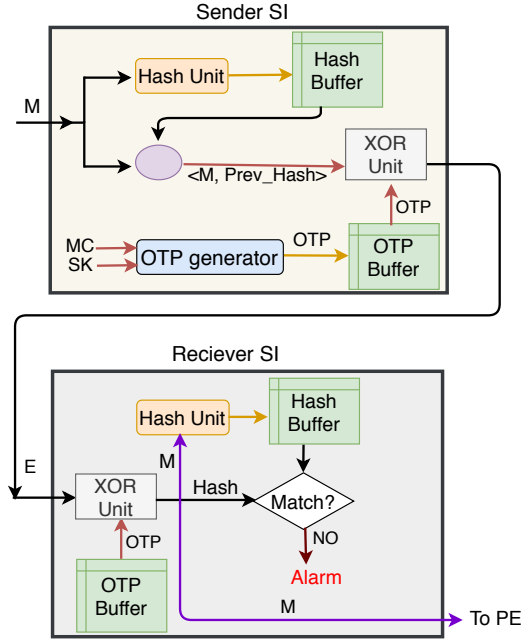 Sender SI
Hash Unit
Hash
Buffer
M
<M, Prev_Hash>
XOR
Unit
OTP
MC
SK
OTP generator
OTP
OTP
Buffer
Reciever SI
Hash Unit
Hash
Buffer
M
E
XOR
Unit
Hash
Match?
OTP
NO
OTP
Buffer
Alarm
M
To PE